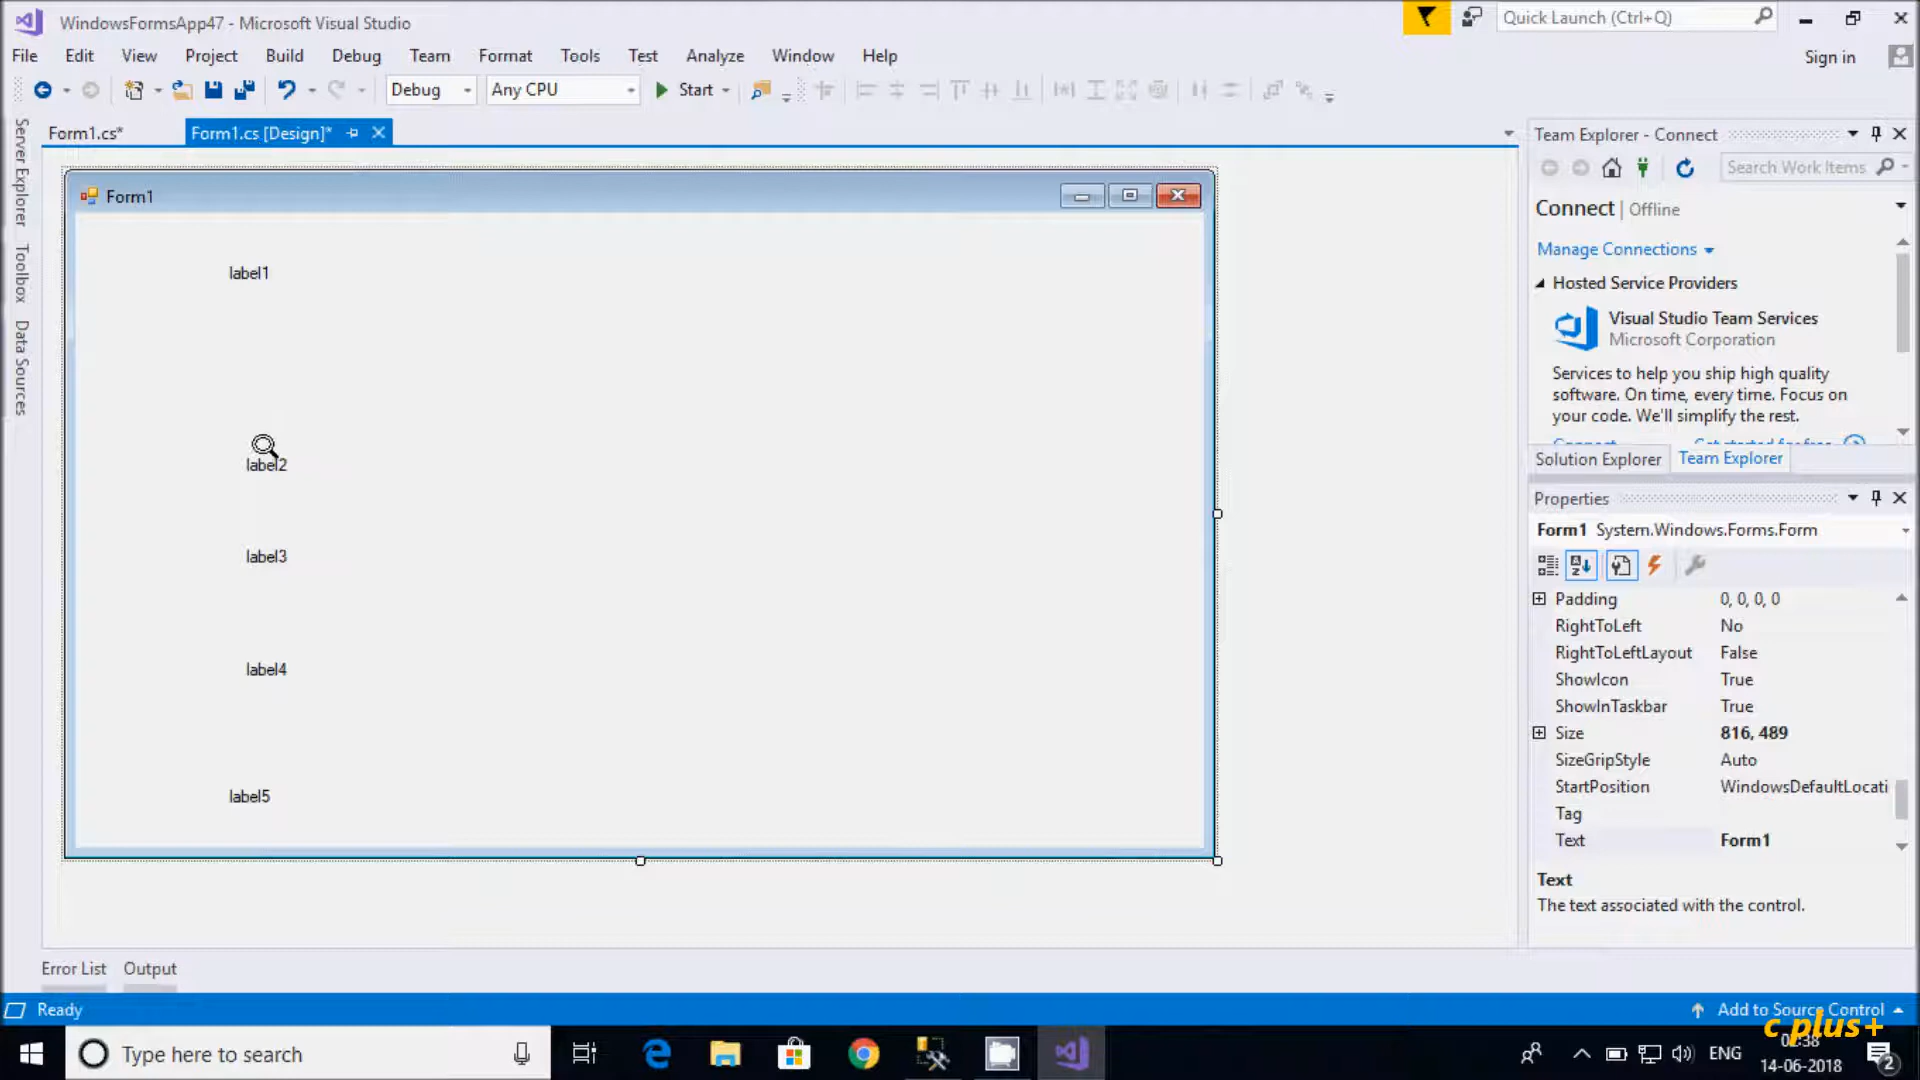 WindowsFormsApp47 - Microsoft Visual Studio
Quick Launch (Ctrl+Q)
File Edit View Project Build Debug Team Format Tools Test Analyze Window Help
Sign in
Debug Any CPU Start
Form1.cs*
Form1.cs [Design]*
Server Explorer
Toolbox
Data Sources
Form1
label1
label2
label3
label4
label5
Team Explorer - Connect
Search Work Items
Connect | Offline
Manage Connections
Hosted Service Providers
Visual Studio Team Services
Microsoft Corporation
Services to help you ship high quality
software. On time, every time. Focus on
your code. We'll simplify the rest.
Solution Explorer Team Explorer
Properties
Form1 System.Windows.Forms.Form
Padding 0, 0, 0, 0
RightToLeft No
RightToLeftLayout False
ShowIcon True
ShowInTaskbar True
Size 816, 489
SizeGripStyle Auto
StartPosition WindowsDefaultLocati
Tag
Text Form1
Text
The text associated with the control.
Error List Output
Ready
Add to Source Control
c plus+
Type here to search
ENG
14-06-2018
2